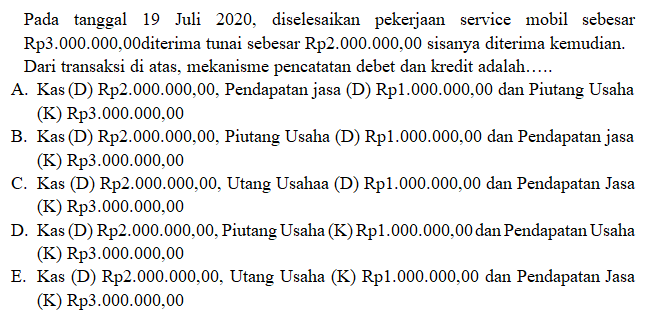 Pada tanggal 19 Juli 2020, diselesaikan pekerjaan service mobil sebesar
Rp3.000.000,00diterima tunai sebesar Rp2.000.000,00 sisanya diterima kemudian.
Dari transaksi di atas, mekanisme pencatatan debet dan kredit adalah…..
A. Kas (D) Rp2.000.000,00, Pendapatan jasa (D) Rp1.000.000,00 dan Piutang Usaha
(K) Rp3.000.000,00
B. Kas (D) Rp2.000.000,00, Piutang Usaha (D) Rp1.000.000,00 dan Pendapatan jasa
(K) Rp3.000.000,00
C. Kas (D) Rp2.000.000,00, Utang Usahaa (D) Rp1.000.000,00 dan Pendapatan Jasa
(K) Rp3.000.000,00
D. Kas (D) Rp2.000.000,00, Piutang Usaha (K) Rp1.000.000,00 dan Pendapatan Usaha
(K) Rp3.000.000,00
E. Kas (D) Rp2.000.000,00, Utang Usaha (K) Rp1.000.000,00 dan Pendapatan Jasa
(K) Rp3.000.000,00